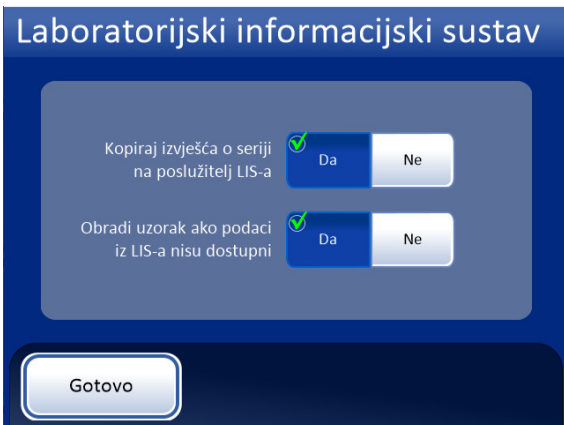 Laboratorijski informacijski sustav
Kopiraj izvješća o seriji
na poslužitelj LIS-a
Da
Ne
Obradi uzorak ako podaci
iz LIS-a nisu dostupni
Da
Ne
Gotovo